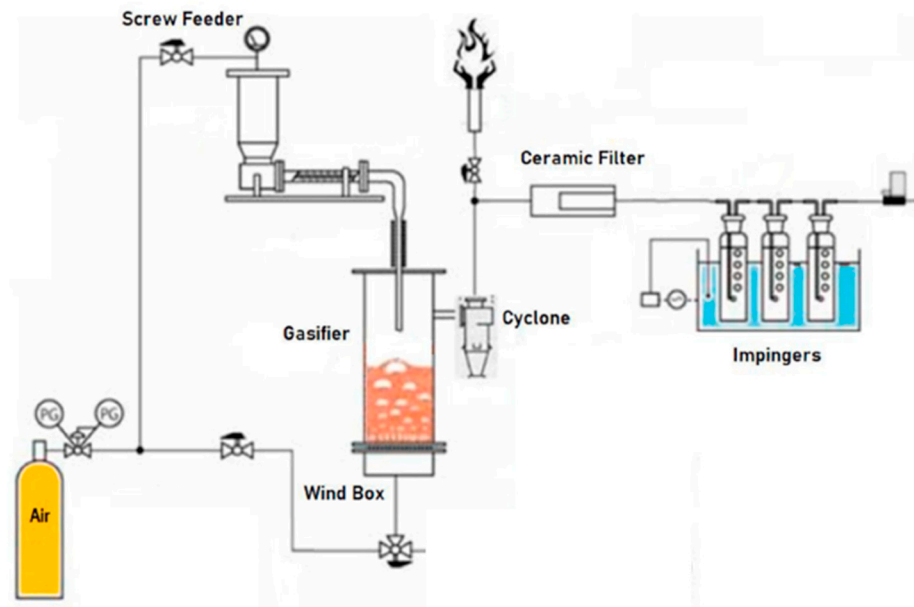 Screw Feeder
Ceramic Filter
Gasifier
Cyclone
Impingers
PG
PG
Wind Box
Air